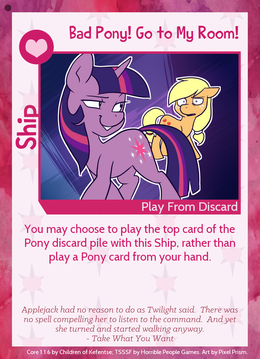 Bad Pony! Go to My Room!
Ship
Play From Discard
You may choose to play the top card of the
Pony discard pile with this Ship, rather than
play a Pony card from your hand.
Applejack had no reason to do as Twilight said. There was
no spell compelling her to listen to the command. And yet
she turned and started walking anyway.
- Take What You Want
Core 1.1.6 by Children of Kefentse; TSSSF by Horrible People Games. Art by Pixel Prism.